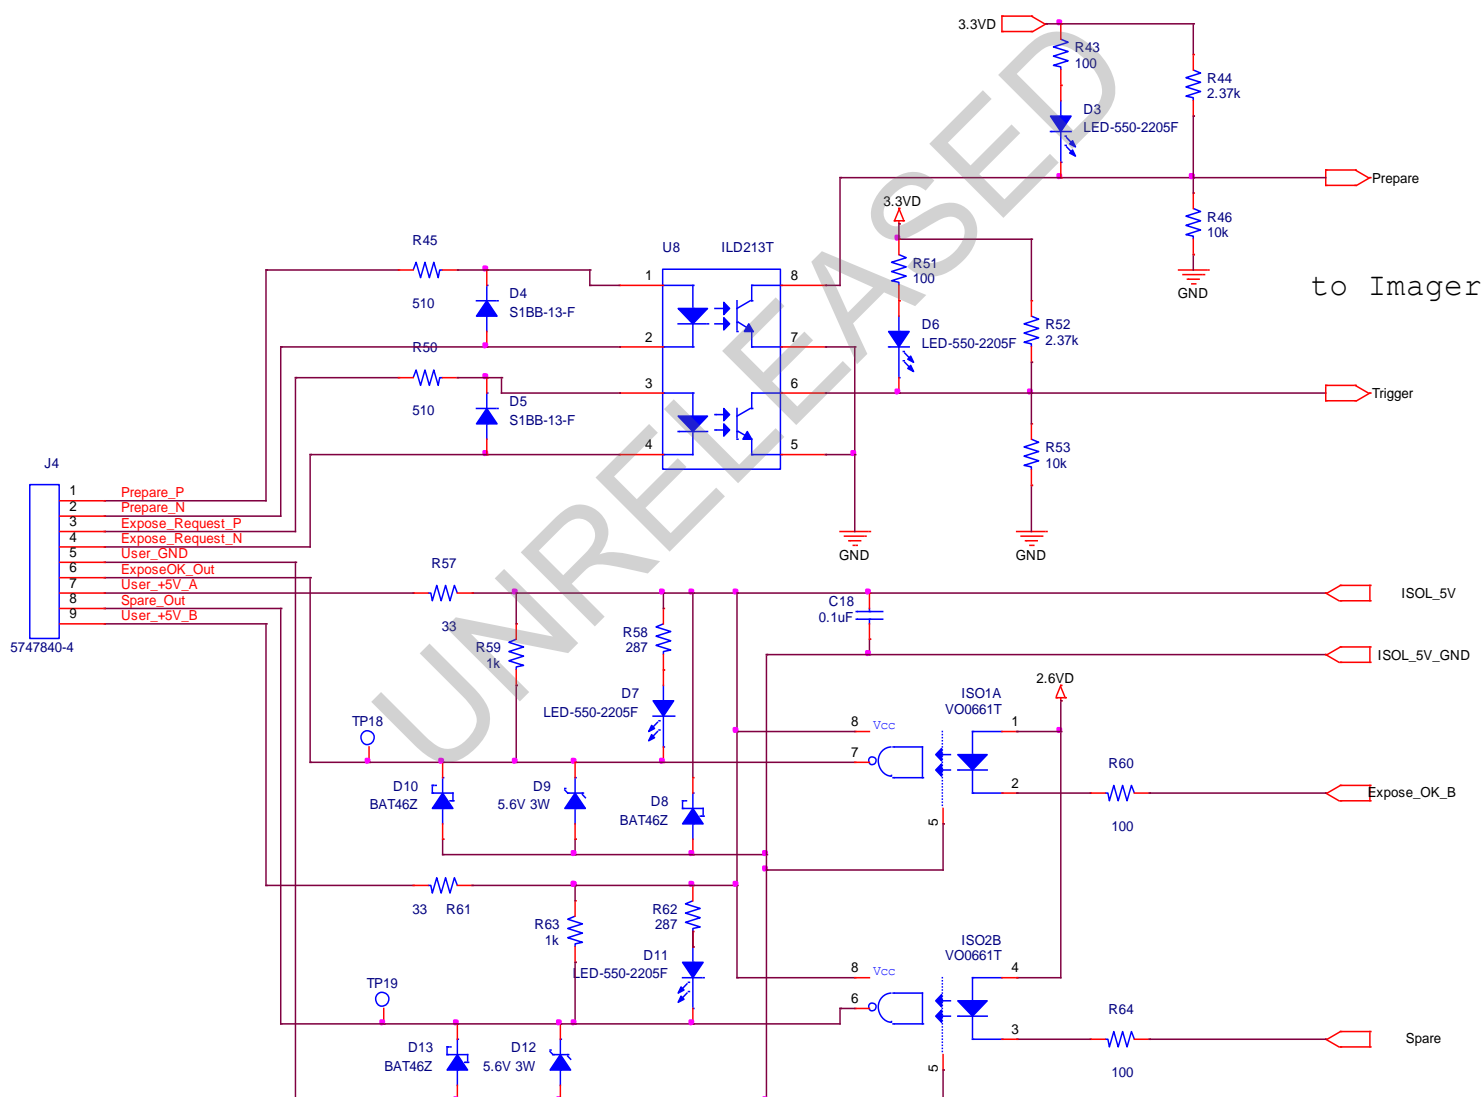 3.3VD
R43
100
R44
2.37k
D3
LED-550-2205F
Prepare
3.3VD
R46
10k
GND
to Imager
R45
510
U8
ILD213T
1
8
D4
S1BB-13-F
2
7
R50
510
3
6
D5
S1BB-13-F
4
5
R51
100
D6
LED-550-2205F
R52
2.37k
Trigger
R53
10k
GND
GND
UNRELEASED
J4
1
Prepare_P
2
Prepare_N
3
Expose_Request_P
4
Expose_Request_N
5
User_GND
6
ExposeOK_Out
7
User_+5V_A
8
Spare_Out
9
User_+5V_B
5747840-4
R57
33
R59
1k
R58
287
C18
0.1uF
ISOL_5V
ISOL_5V_GND
D7
LED-550-2205F
2.6VD
ISO1A
VO0661T
TP18
8
Vcc
1
7
2
5
R60
100
Expose_OK_B
D10
BAT46Z
D9
5.6V 3W
D8
BAT46Z
33
R61
R63
1k
R62
287
D11
LED-550-2205F
ISO2B
VO0661T
TP19
8
Vcc
4
6
3
5
R64
100
Spare
D13
BAT46Z
D12
5.6V 3W